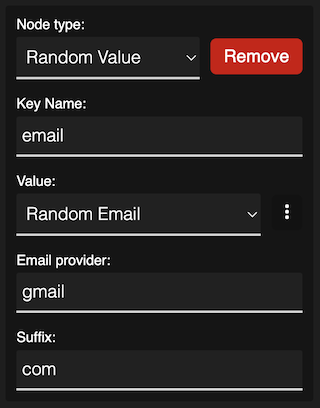 Node type:
Random Value
Remove
Key Name:
email
Value:
Random Email
Email provider:
gmail
Suffix:
com